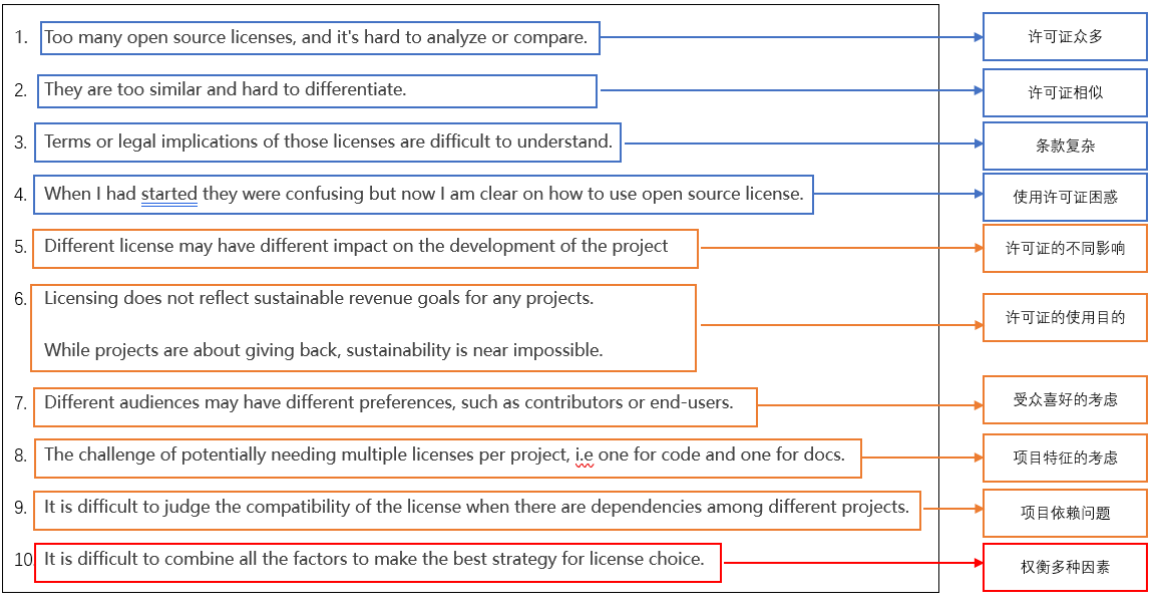 1. Too many open source licenses, and it's hard to analyze or compare.
许可证众多
2. They are too similar and hard to differentiate.
许可证相似
3. Terms or legal implications of those licenses are difficult to understand.
条款复杂
4. When I had started they were confusing but now I am clear on how to use open source license.
使用许可证困惑
5. Different license may have different impact on the development of the project
许可证的不同影响
6. Licensing does not reflect sustainable revenue goals for any projects.
While projects are about giving back, sustainability is near impossible.
许可证的使用目的
7. Different audiences may have different preferences, such as contributors or end-users.
受众喜好的考虑
8. The challenge of potentially needing multiple licenses per project, i.e one for code and one for docs.
项目特征的考虑
9. It is difficult to judge the compatibility of the license when there are dependencies among different projects.
项目依赖问题
10 It is difficult to combine all the factors to make the best strategy for license choice.
权衡多种因素